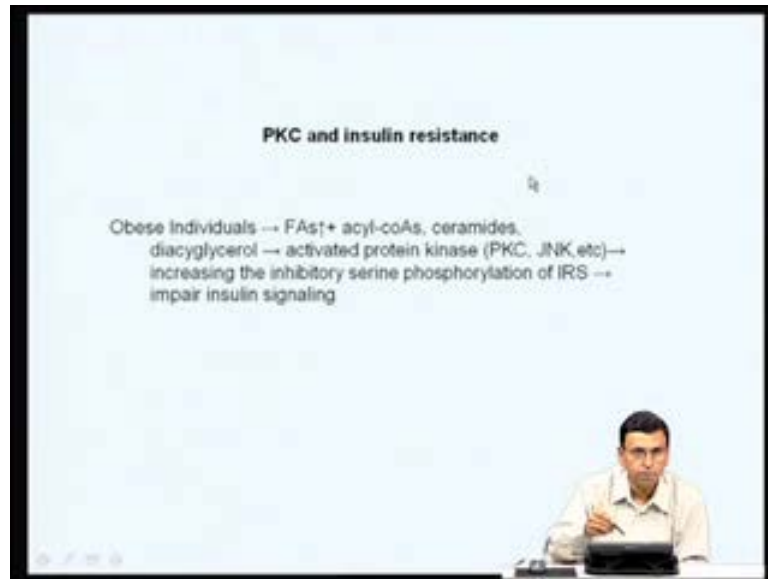 PKC and insulin resistance
Obese Individuals → FAs↑+ acyl-coAs, ceramides,
diacyglycerol → activated protein kinase (PKC, JNK,etc)→
increasing the inhibitory serine phosphorylation of IRS →
impair insulin signaling